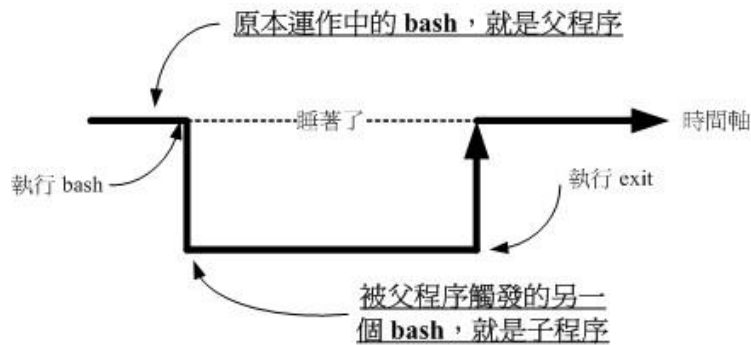 原本運作中的 bash，就是父程序
睡著了
時間軸
執行 bash
執行 exit
被父程序觸發的另一
個 bash，就是子程序